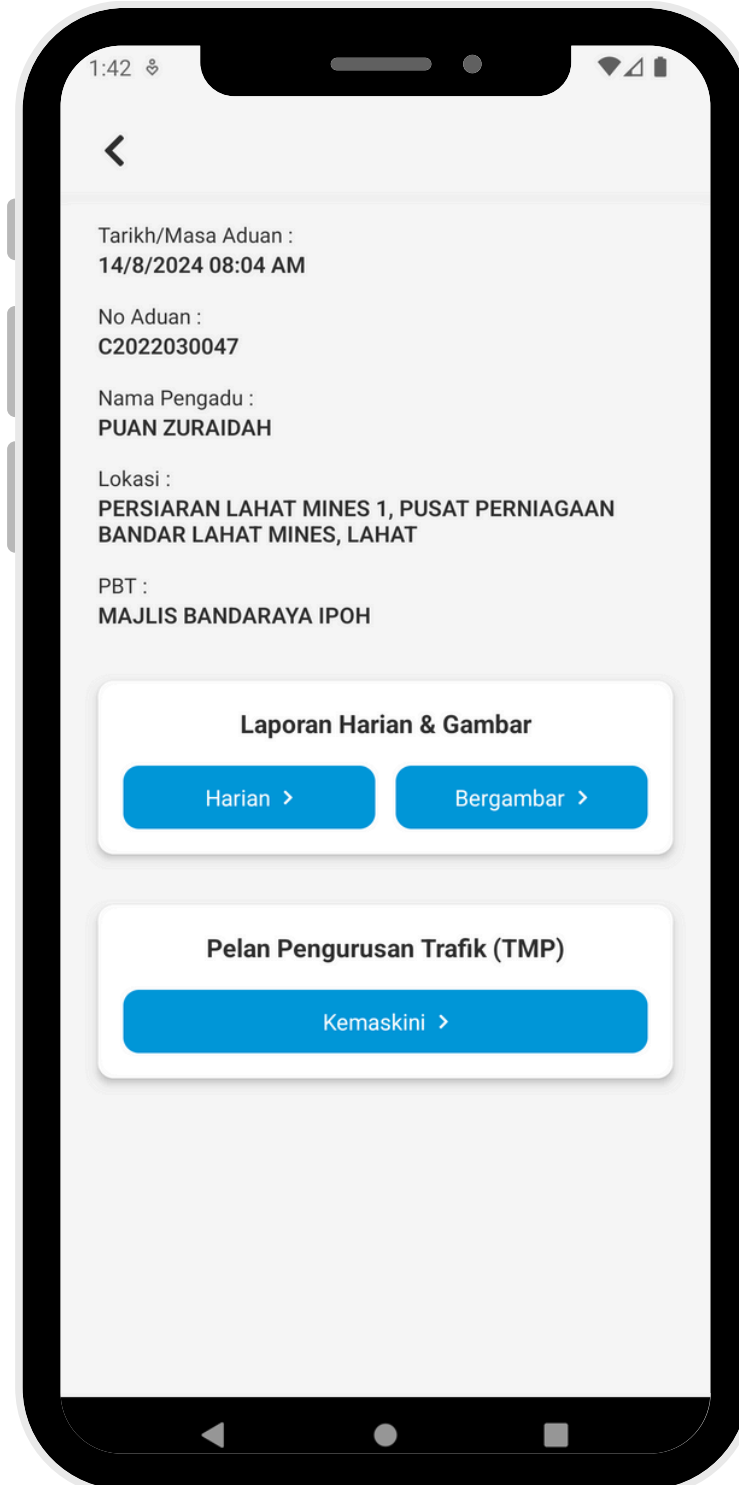 1:42
Tarikh/Masa Aduan :
14/8/2024 08:04 AM
No Aduan :
C2022030047
Nama Pengadu :
PUAN ZURAIDAH
Lokasi :
PERSIARAN LAHAT MINES 1, PUSAT PERNIAGAAN
BANDAR LAHAT MINES, LAHAT
PBT :
MAJLIS BANDARAYA IPOH
Laporan Harian & Gambar
Harian
Bergambar
Pelan Pengurusan Trafik (TMP)
Kemaskini